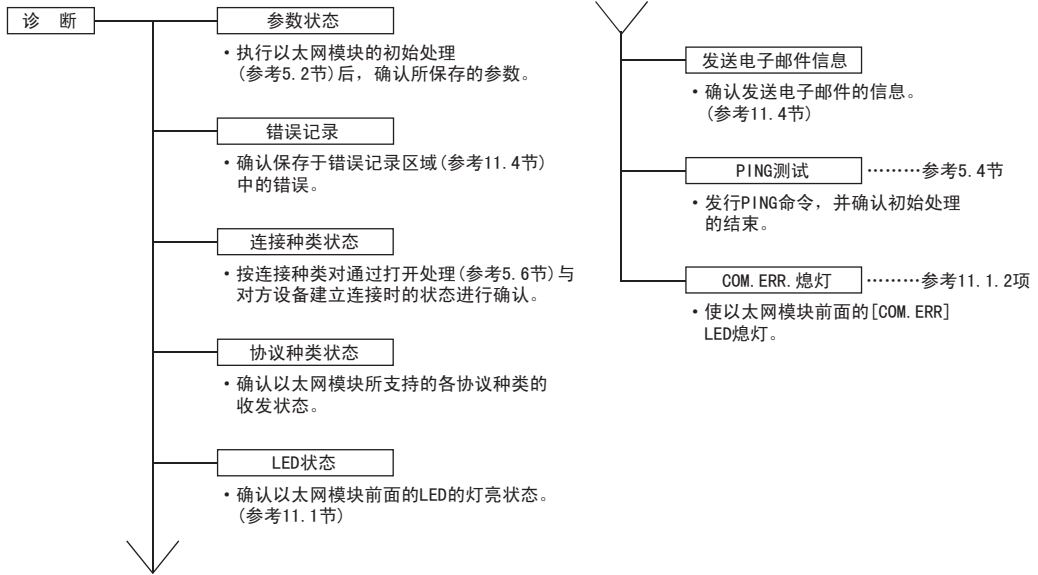 诊 断
参数状态
・执行以太网模块的初始处理
(参考5.2节)后，确认所保存的参数。
错误记录
・确认保存于错误记录区域(参考11.4节)
中的错误。
连接种类状态
・按连接种类对通过打开处理(参考5.6节)与
对方设备建立连接时的状态进行确认。
协议种类状态
・确认以太网模块所支持的各协议种类的
收发状态。
LED状态
・确认以太网模块前面的LED的灯亮状态。
(参考11.1节)
发送电子邮件信息
・确认发送电子邮件的信息。
(参考11.4节)
PING测试 ………参考5.4节
・发行PING命令，并确认初始处理
的结束。
COM.ERR.熄灯 ………参考11.1.2项
・使以太网模块前面的[COM.ERR]
LED熄灯。